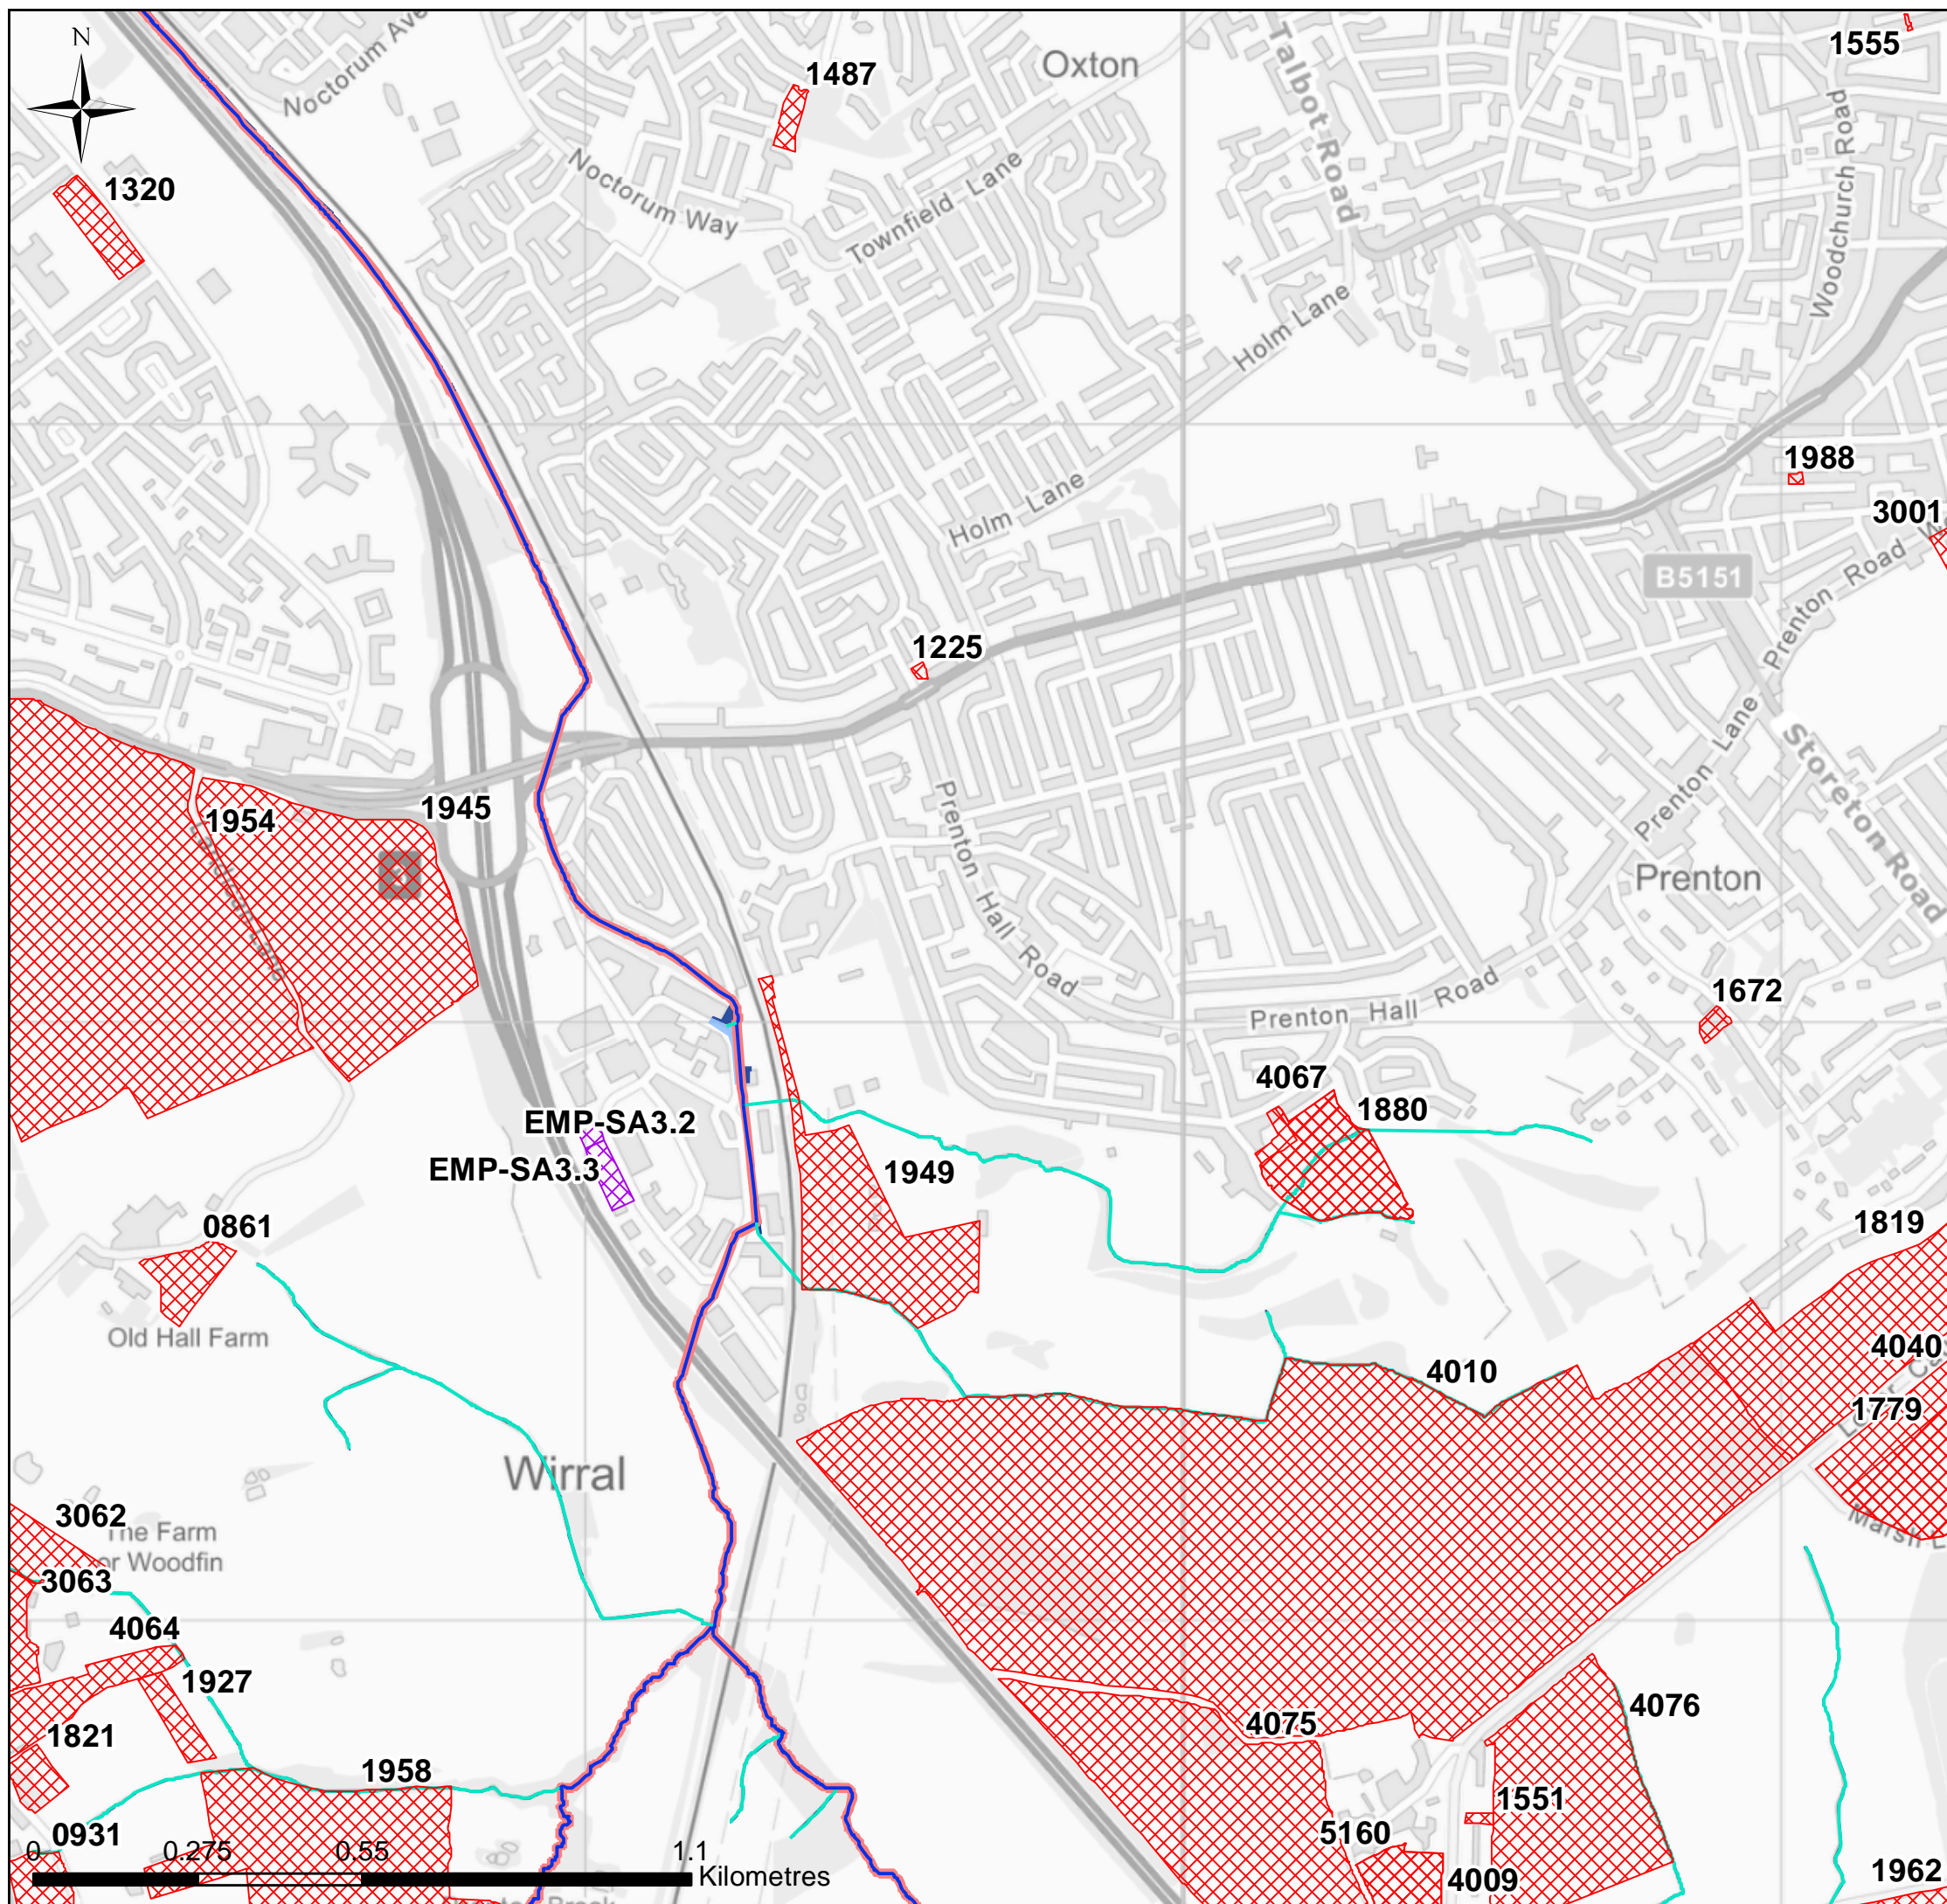 N
Noctorum Ave
Oxton
Talbot Road
1555
1487
Woodchurch Road
1320
Noctorum Way
Townfield Lane
Holm Lane
1988
Holm Lane
3001
B5151
Prenton Road
1225
Prenton Lane
Storeton Road
1945
1954
Prenton Hall Road
Prenton
Prenton Hall Road
1672
4067
1880
EMP-SA3.2
EMP-SA3.3
1949
0861
1819
Old Hall Farm
4040
4010
1779
Wirral
3062
The Farm
or Woodfin
Marsh L
3063
4064
1927
4076
4075
1821
1958
1551
0931
5160
1962
4009
0 0.275 0.55 1.1
Kilometres